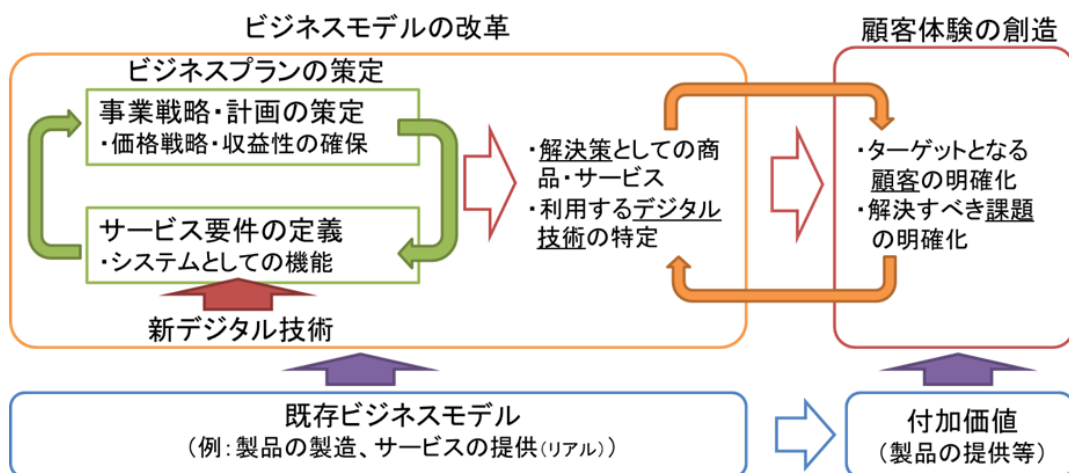 ビジネスモデルの改革
ビジネスプランの策定
事業戦略・計画の策定
・価格戦略・収益性の確保
サービス要件の定義
・システムとしての機能
新デジタル技術
・解決策としての商
品・サービス
・利用するデジタル
技術の特定
顧客体験の創造
・ターゲットとなる
顧客の明確化
・解決すべき課題
の明確化
既存ビジネスモデル
（例：製品の製造、サービスの提供（リアル））
付加価値
（製品の提供等）